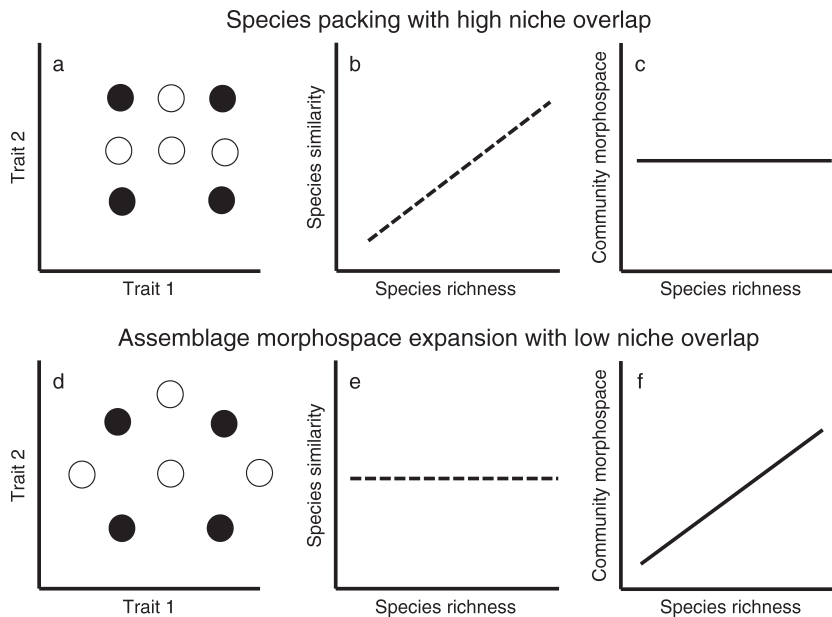 Species packing with high niche overlap
a
Trait 2
Trait 1
b
Species similarity
Species richness
c
Community morphospace
Species richness
Assemblage morphospace expansion with low niche overlap
d
Trait 2
Trait 1
e
Species similarity
Species richness
f
Community morphospace
Species richness